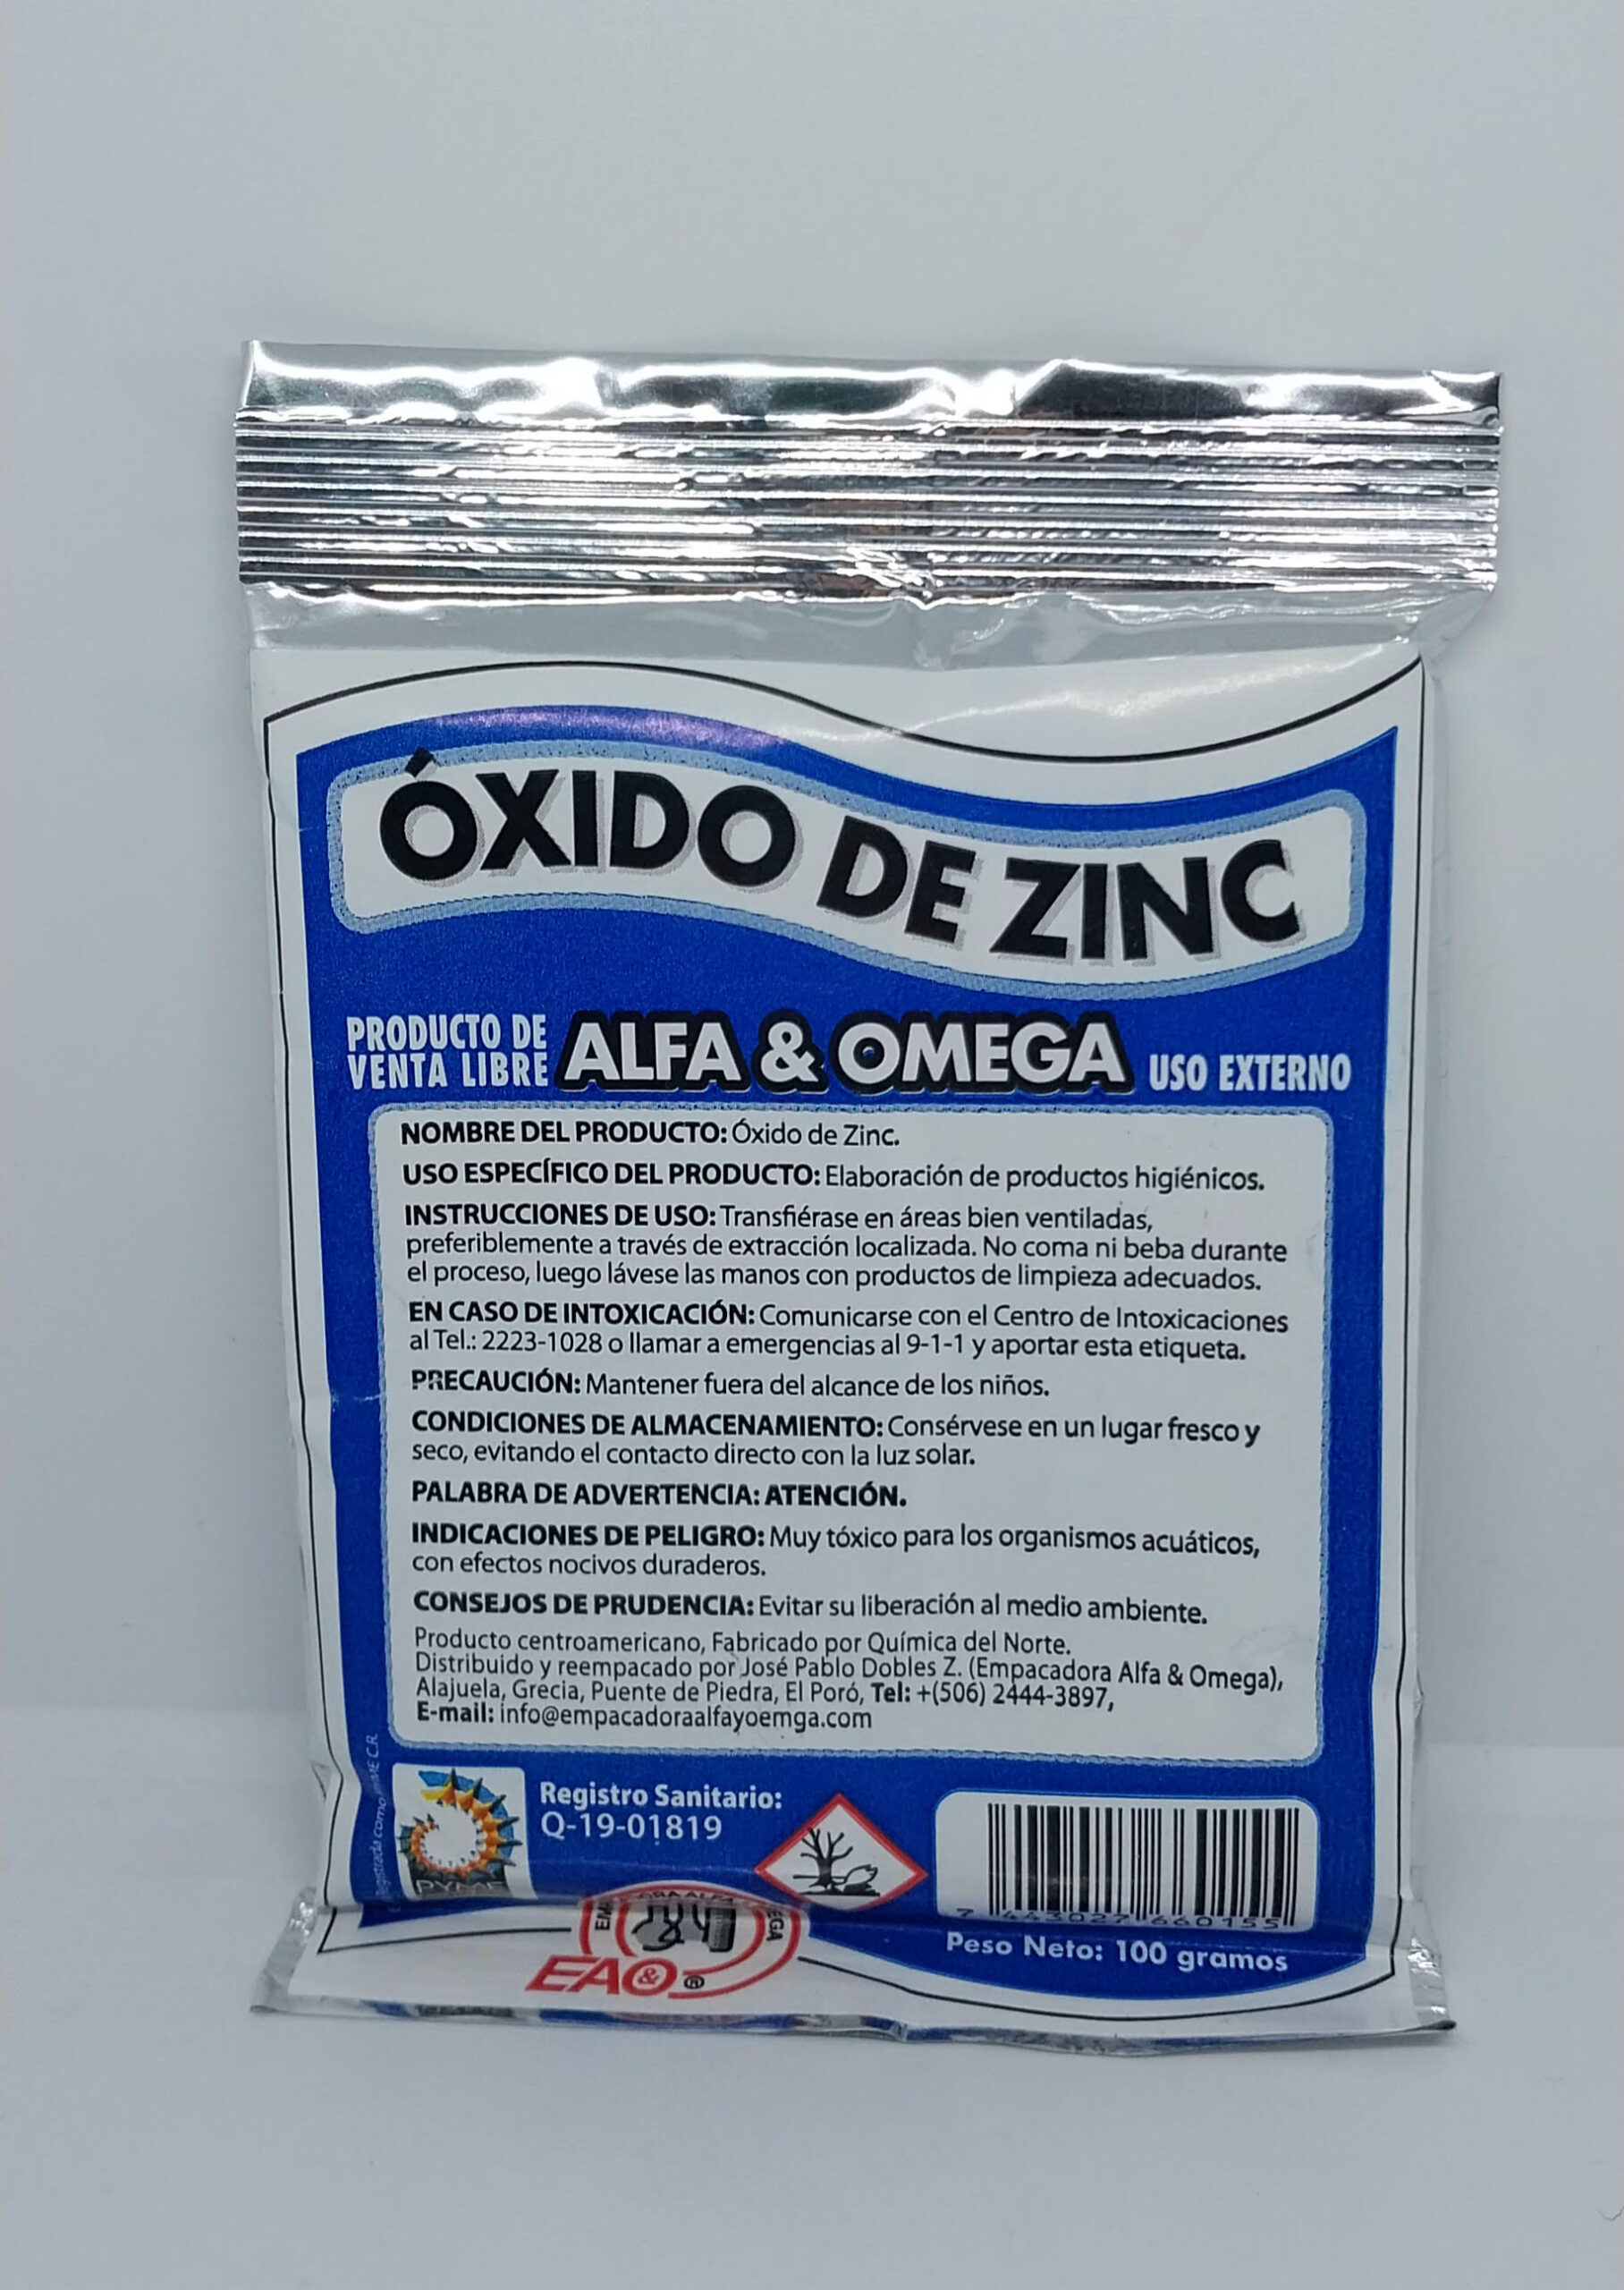 ÓXIDO DE ZINC
PRODUCTO DE
VENTA LIBRE
ALFA & OMEGA
USO EXTERNO
NOMBRE DEL PRODUCTO: Óxido de Zinc.
USO ESPECÍFICO DEL PRODUCTO: Elaboración de productos higiénicos.
INSTRUCCIONES DE USO: Transfiérase en áreas bien ventiladas,
preferiblemente a través de extracción localizada. No coma ni beba durante
el proceso, luego lávese las manos con productos de limpieza adecuados.
EN CASO DE INTOXICACIÓN: Comunicarse con el Centro de Intoxicaciones
al Tel.: 2223-1028 o llamar a emergencias al 9-1-1 y aportar esta etiqueta.
PRECAUCIÓN: Mantener fuera del alcance de los niños.
CONDICIONES DE ALMACENAMIENTO: Consérvese en un lugar fresco y
seco, evitando el contacto directo con la luz solar.
PALABRA DE ADVERTENCIA: ATENCIÓN.
INDICACIONES DE PELIGRO: Muy tóxico para los organismos acuáticos,
con efectos nocivos duraderos.
CONSEJOS DE PRUDENCIA: Evitar su liberación al medio ambiente.
Producto centroamericano, Fabricado por Química del Norte.
Distribuido y reempacado por José Pablo Dobles Z. (Empacadora Alfa & Omega),
Alajuela, Grecia, Puente de Piedra, El Poró, Tel: +(506) 2444-3897,
E-mail: info@empacadoraalfayoemga.com
Registro Sanitario:
Q-19-01819
PYME
7 443027 660155
Peso Neto: 100 gramos
EA&O ®